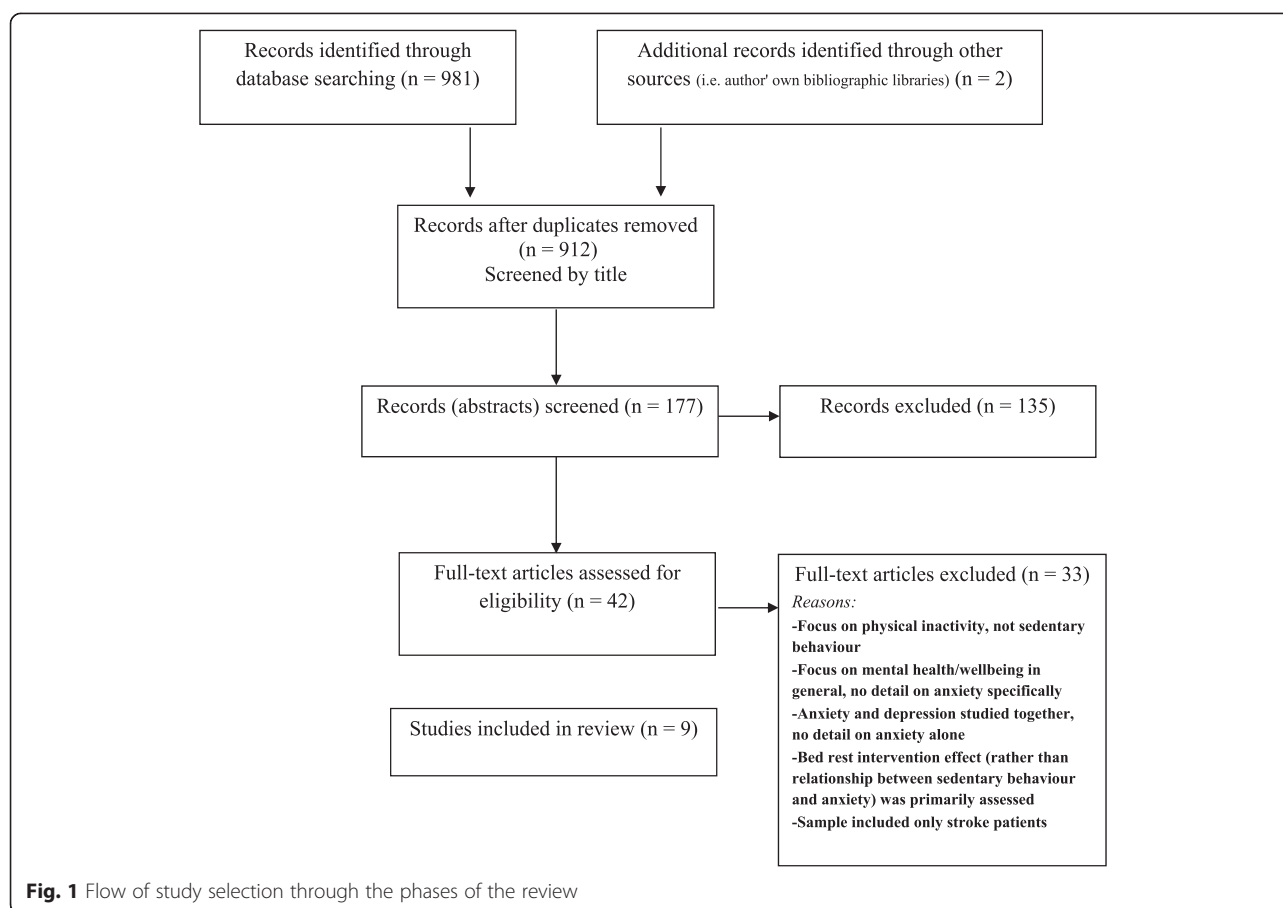 Records identified through
database searching (n = 981)
Additional records identified through other
sources (i.e. author' own bibliographic libraries) (n = 2)
Records after duplicates removed
(n = 912)
Screened by title
Records (abstracts) screened (n = 177)
Records excluded (n = 135)
Full-text articles assessed for
eligibility (n = 42)
Full-text articles excluded (n = 33)
Reasons:
-Focus on physical inactivity, not sedentary
behaviour
-Focus on mental health/wellbeing in
general, no detail on anxiety specifically
-Anxiety and depression studied together,
no detail on anxiety alone
-Bed rest intervention effect (rather than
relationship between sedentary behaviour
and anxiety) was primarily assessed
-Sample included only stroke patients
Studies included in review (n = 9)
Fig. 1 Flow of study selection through the phases of the review